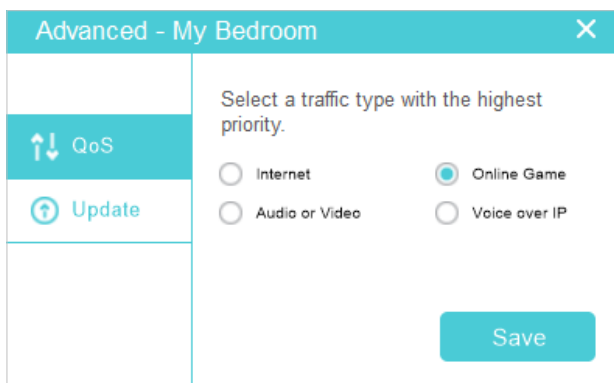 Advanced - My Bedroom
QoS
Update
Select a traffic type with the highest
priority.
Internet
Online Game
Audio or Video
Voice over IP
Save